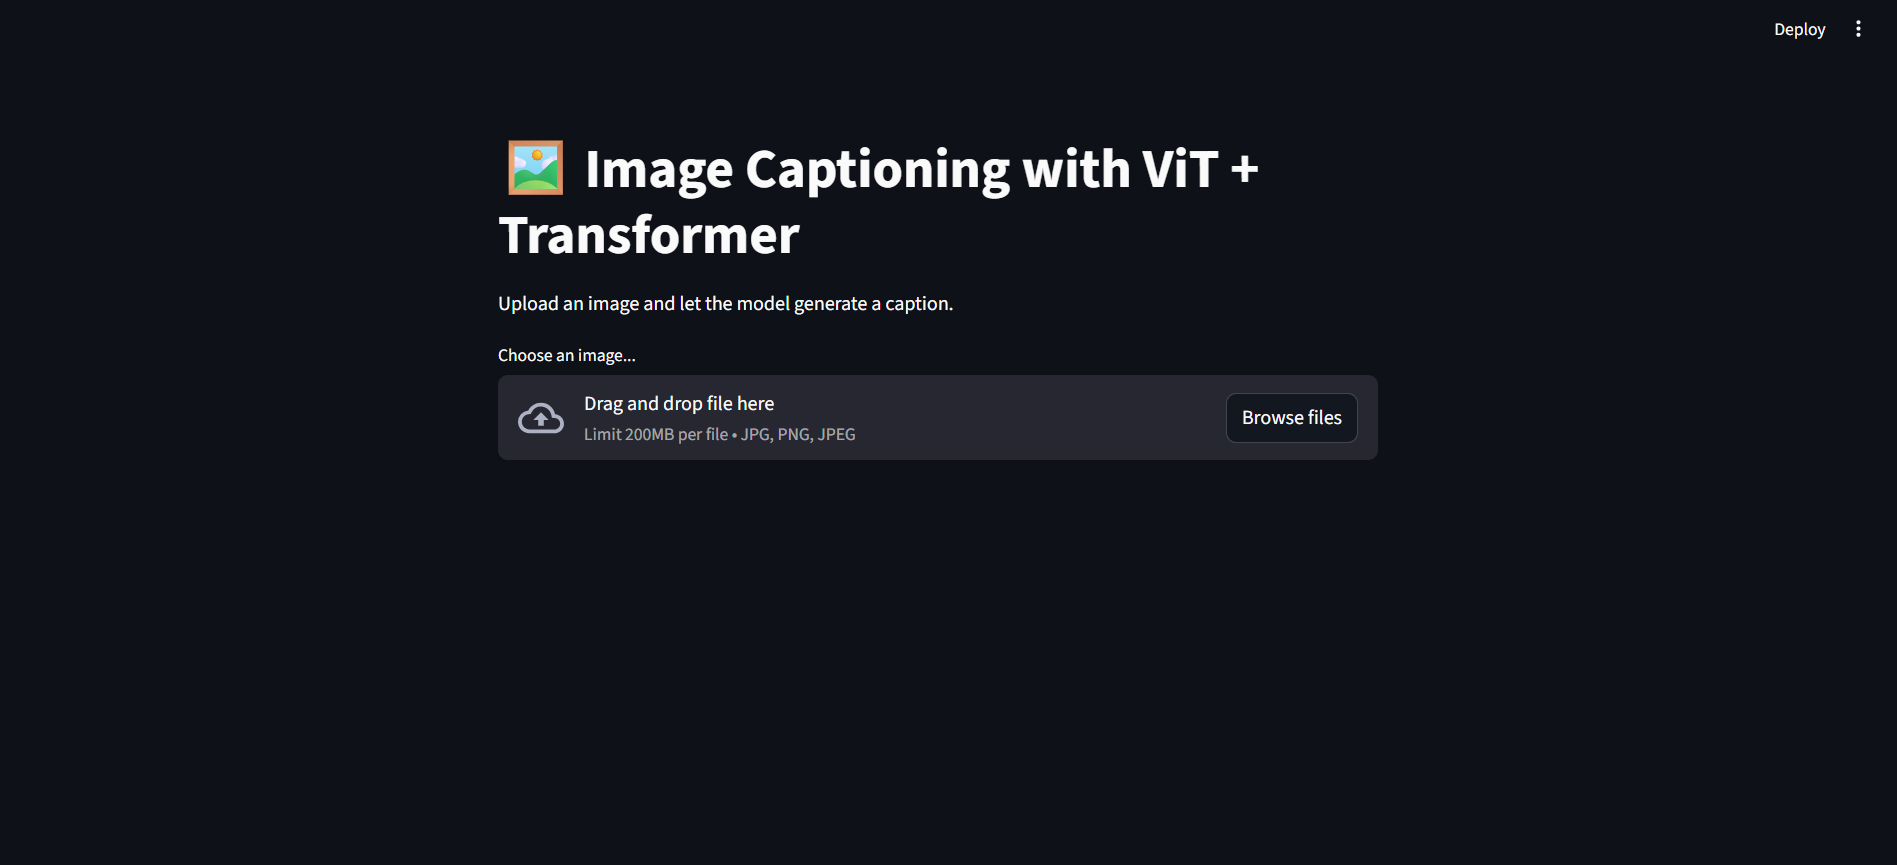 Deploy
Image Captioning with ViT +
Transformer
Upload an image and let the model generate a caption.
Choose an image...
Drag and drop file here
Limit 200MB per file • JPG, PNG, JPEG
Browse files